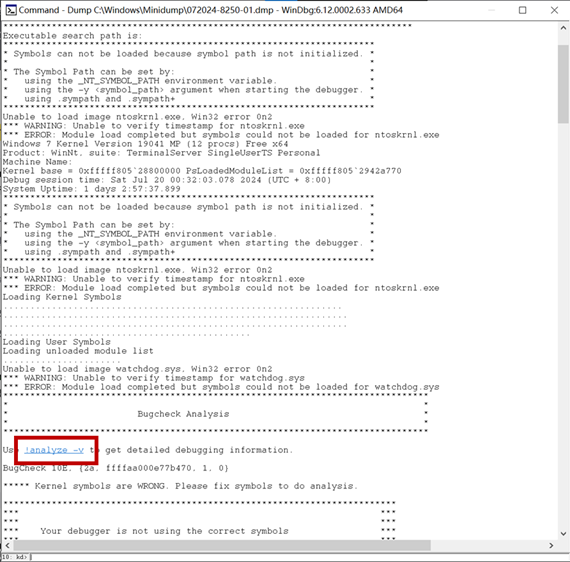 Command - Dump C:\Windows\Minidump\072024-8250-01.dmp - WinDbg:6.12.0002.633 AMD64
***************************************************************************
Executable search path is:
*********************************************************************
* Symbols can not be loaded because symbol path is not initialized. *
*                                                                   *
* The Symbol Path can be set by:                                    *
*   using the _NT_SYMBOL_PATH environment variable.                 *
*   using the -y <symbol_path> argument when starting the debugger. *
*   using .sympath and .sympath+                                    *
*********************************************************************
Unable to load image ntoskrnl.exe, Win32 error 0n2
*** WARNING: Unable to verify timestamp for ntoskrnl.exe
*** ERROR: Module load completed but symbols could not be loaded for ntoskrnl.exe
Windows 7 Kernel Version 19041 MP (12 procs) Free x64
Product: WinNt, suite: TerminalServer SingleUserTS Personal
Machine Name:
Kernel base = 0xfffff805`28800000 PsLoadedModuleList = 0xfffff805`2942a770
Debug session time: Sat Jul 20 00:32:03.078 2024 (UTC + 8:00)
System Uptime: 1 days 2:57:37.899
*********************************************************************
* Symbols can not be loaded because symbol path is not initialized. *
*                                                                   *
* The Symbol Path can be set by:                                    *
*   using the _NT_SYMBOL_PATH environment variable.                 *
*   using the -y <symbol_path> argument when starting the debugger. *
*   using .sympath and .sympath+                                    *
*********************************************************************
Unable to load image ntoskrnl.exe, Win32 error 0n2
*** WARNING: Unable to verify timestamp for ntoskrnl.exe
*** ERROR: Module load completed but symbols could not be loaded for ntoskrnl.exe
Loading Kernel Symbols
...............................................................
................................................................
................................................................
..............................................
Loading User Symbols
Loading unloaded module list
......................
Unable to load image watchdog.sys, Win32 error 0n2
*** WARNING: Unable to verify timestamp for watchdog.sys
*** ERROR: Module load completed but symbols could not be loaded for watchdog.sys
*******************************************************************************
*                                                                             *
*                        Bugcheck Analysis                                    *
*                                                                             *
*******************************************************************************
Use !analyze -v to get detailed debugging information.
BugCheck 10E, {2a, ffffaa000e77b470, 1, 0}
***** Kernel symbols are WRONG. Please fix symbols to do analysis.
*************************************************************************
***                                                                   ***
***                                                                   ***
***    Your debugger is not using the correct symbols                 ***
10: kd>